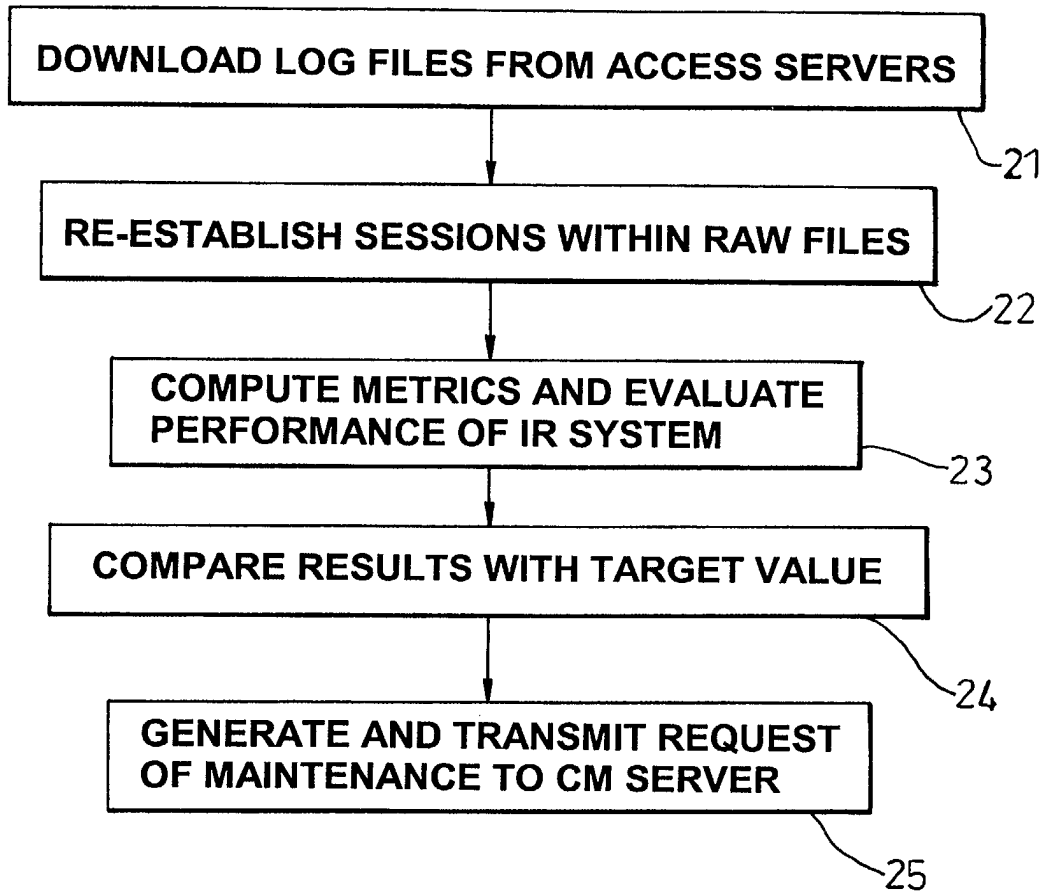 DOWNLOAD LOG FILES FROM ACCESS SERVERS
21
RE-ESTABLISH SESSIONS WITHIN RAW FILES
22
COMPUTE METRICS AND EVALUATE
PERFORMANCE OF IR SYSTEM
23
COMPARE RESULTS WITH TARGET VALUE
24
GENERATE AND TRANSMIT REQUEST
OF MAINTENANCE TO CM SERVER
25